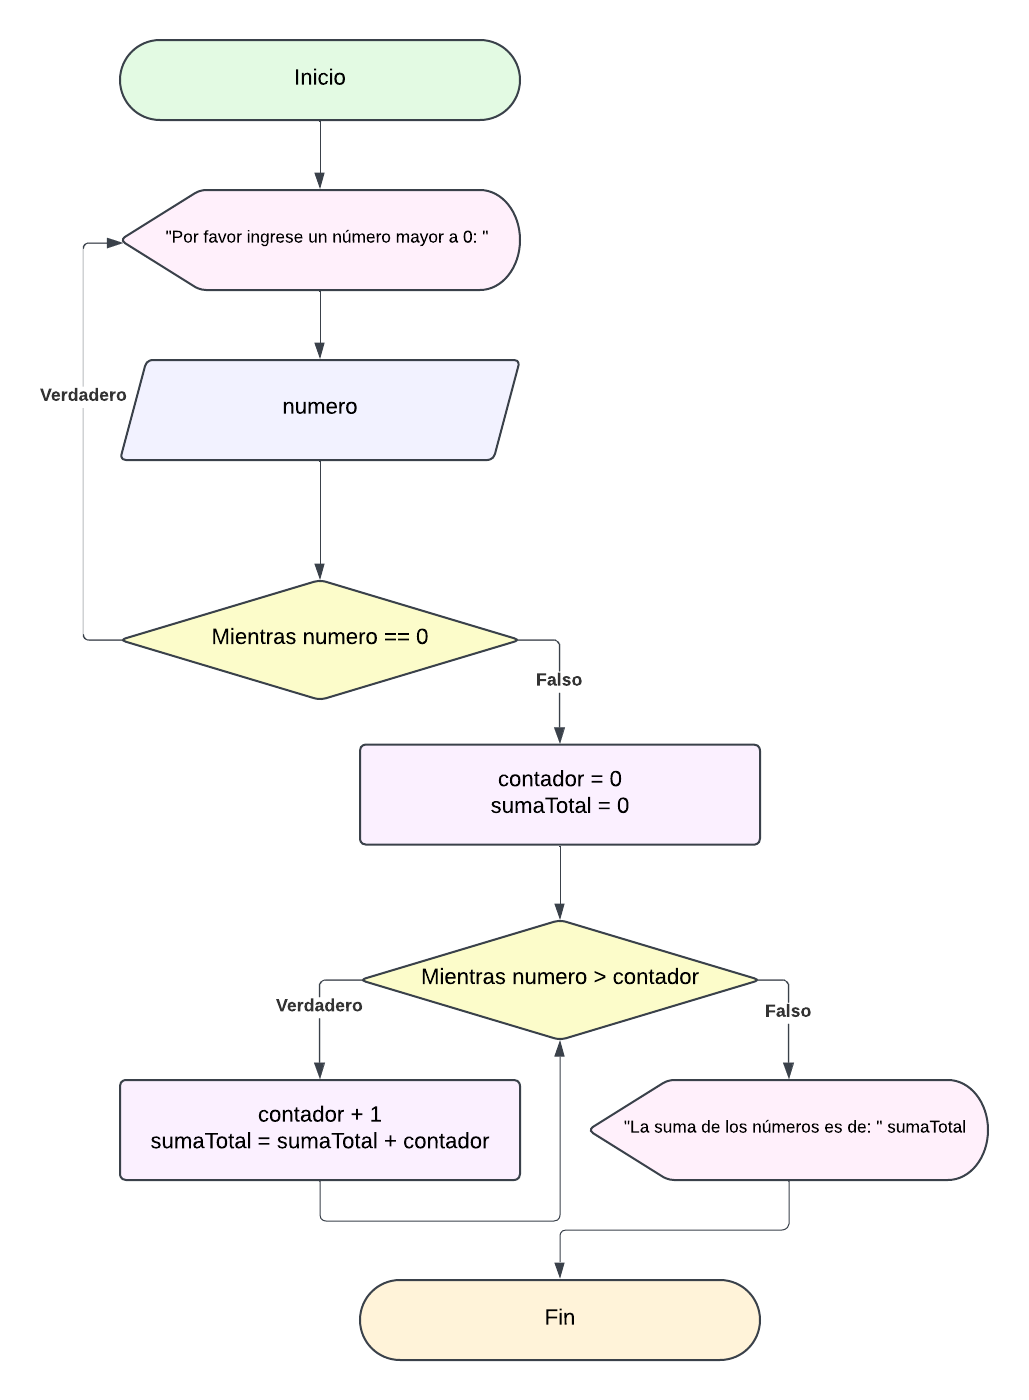 Inicio
"Por favor ingrese un número mayor a 0: "
Verdadero
numero
Mientras numero == 0
Falso
contador = 0
sumaTotal = 0
Mientras numero > contador
Verdadero
Falso
contador + 1
sumaTotal = sumaTotal + contador
"La suma de los números es de: " sumaTotal
Fin